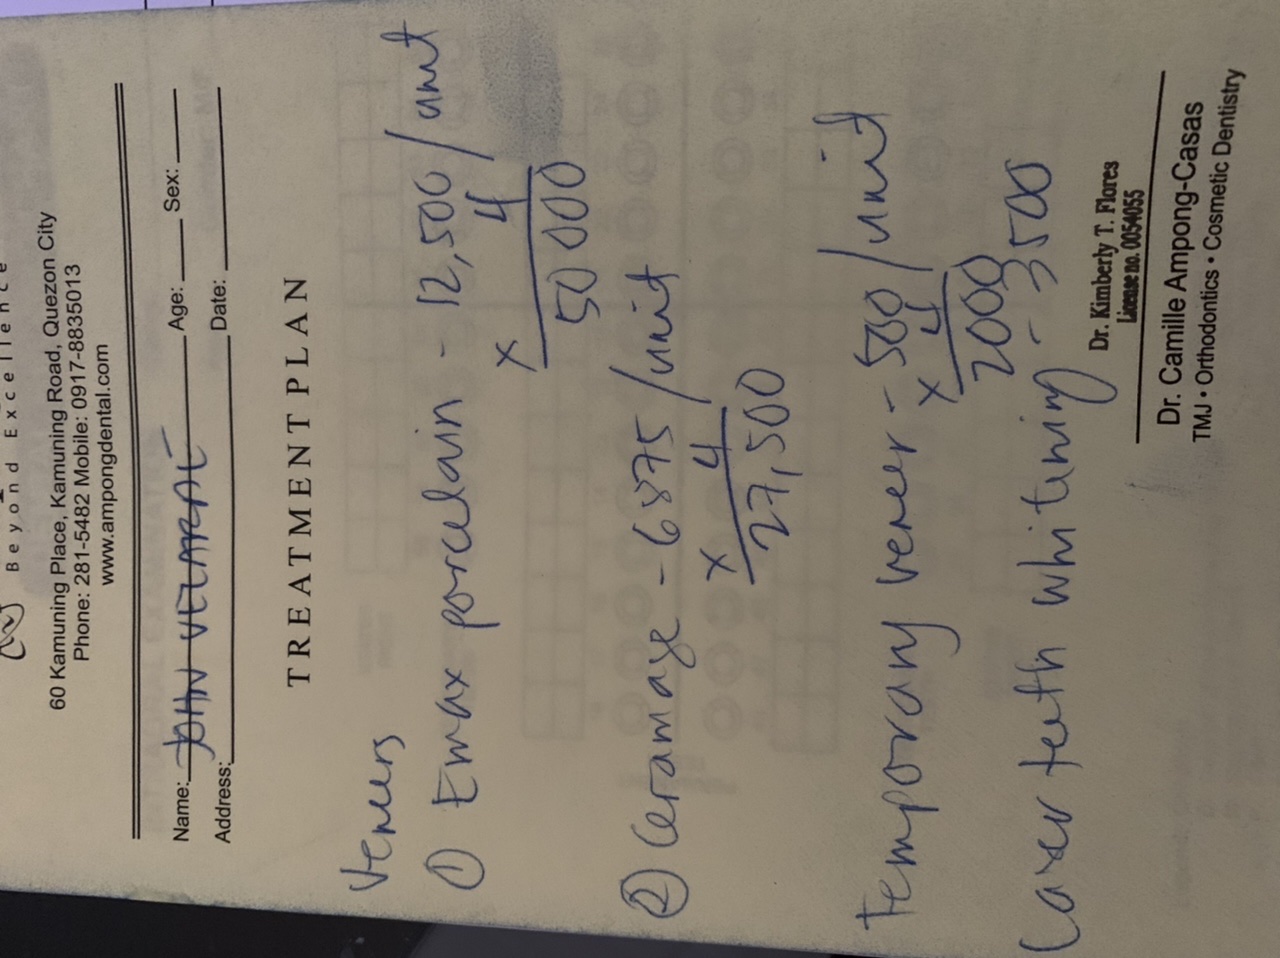 Beyond Excellence
60 Kamuning Place, Kamuning Road, Quezon City
Phone: 281-5482 Mobile: 0917-8835013
www.ampongdental.com
Name: JOHN Age: Sex:
Address: Date:
TREATMENT PLAN
Veneers
① Emax porcelain - 12,500/unit
x 4
50 000
② Ceramage - 6875/unit
x 4
27,500
Temporary veneer - 500/unit
x 4
2000
Laser teeth whitening - 3500
Dr. Kimberly T. Flores
License no. 0054055
Dr. Camille Ampong-Casas
TMJ • Orthodontics • Cosmetic Dentistry